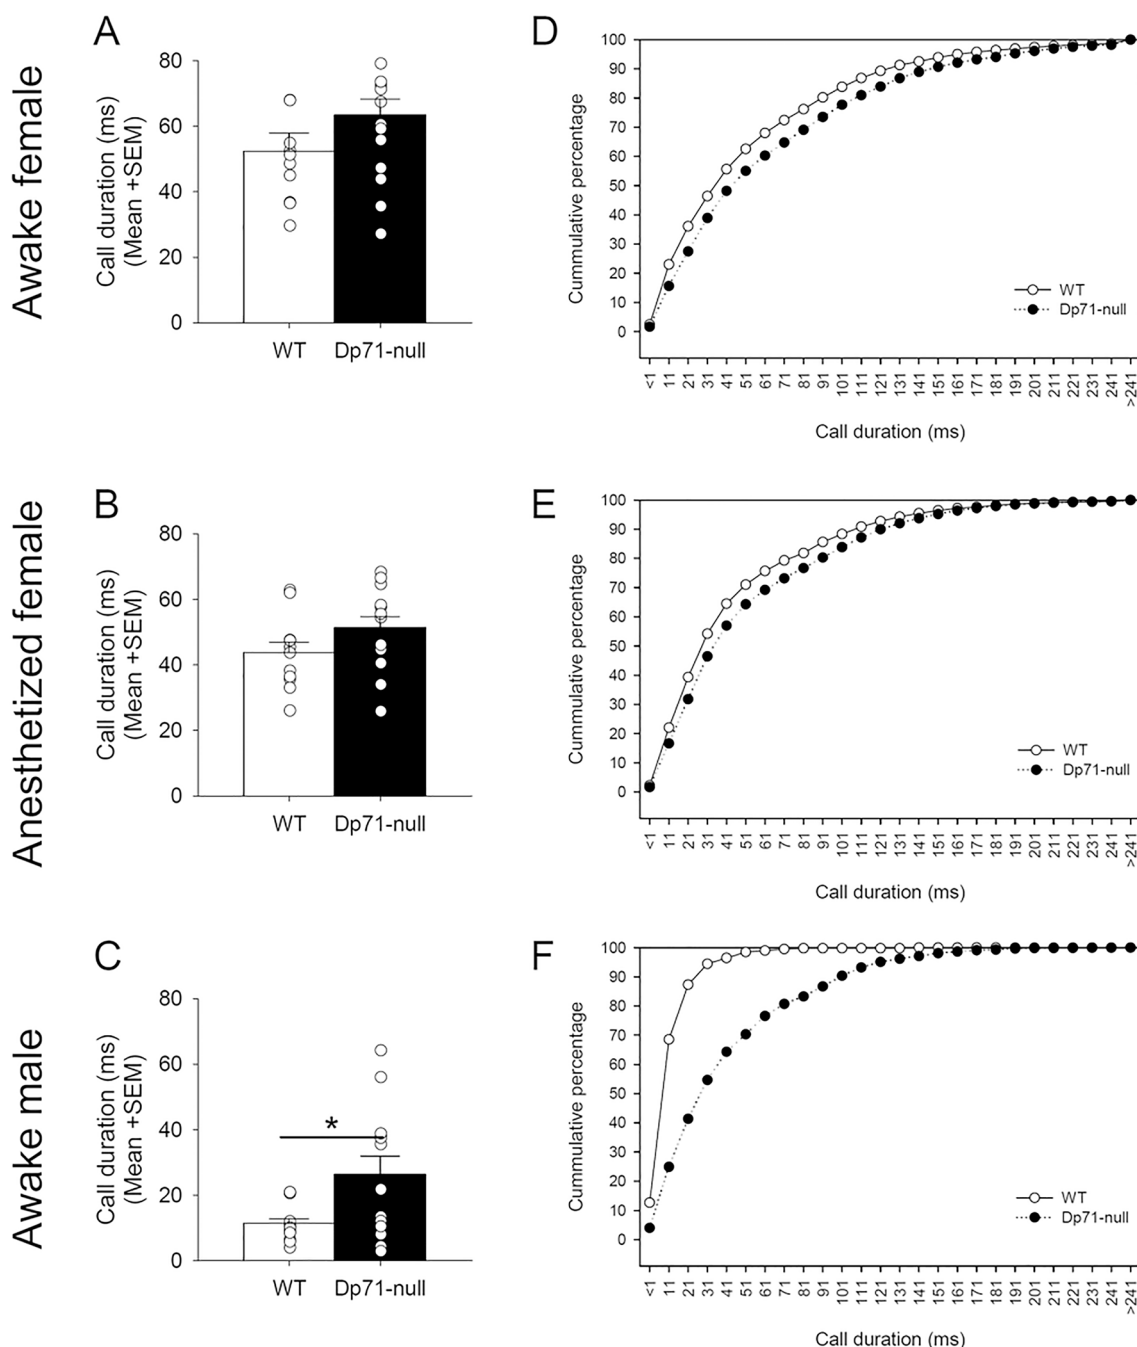 Awake female
A
Call duration (ms)
(Mean +SEM)
80
60
40
20
0
WT Dp71-null
D
Cummulative percentage
100
90
80
70
60
50
40
30
20
10
0
WT
Dp71-null
<1 11 21 31 41 51 61 71 81 91 101 111 121 131 141 151 161 171 181 191 201 211 221 231 241 >241
Call duration (ms)
Anesthetized female
B
Call duration (ms)
(Mean +SEM)
80
60
40
20
0
WT Dp71-null
E
Cummulative percentage
100
90
80
70
60
50
40
30
20
10
0
WT
Dp71-null
<1 11 21 31 41 51 61 71 81 91 101 111 121 131 141 151 161 171 181 191 201 211 221 231 241 >241
Call duration (ms)
Awake male
C
Call duration (ms)
(Mean +SEM)
80
60
40
20
0
*
WT Dp71-null
F
Cummulative percentage
100
90
80
70
60
50
40
30
20
10
0
WT
Dp71-null
<1 11 21 31 41 51 61 71 81 91 101 111 121 131 141 151 161 171 181 191 201 211 221 231 241 >241
Call duration (ms)